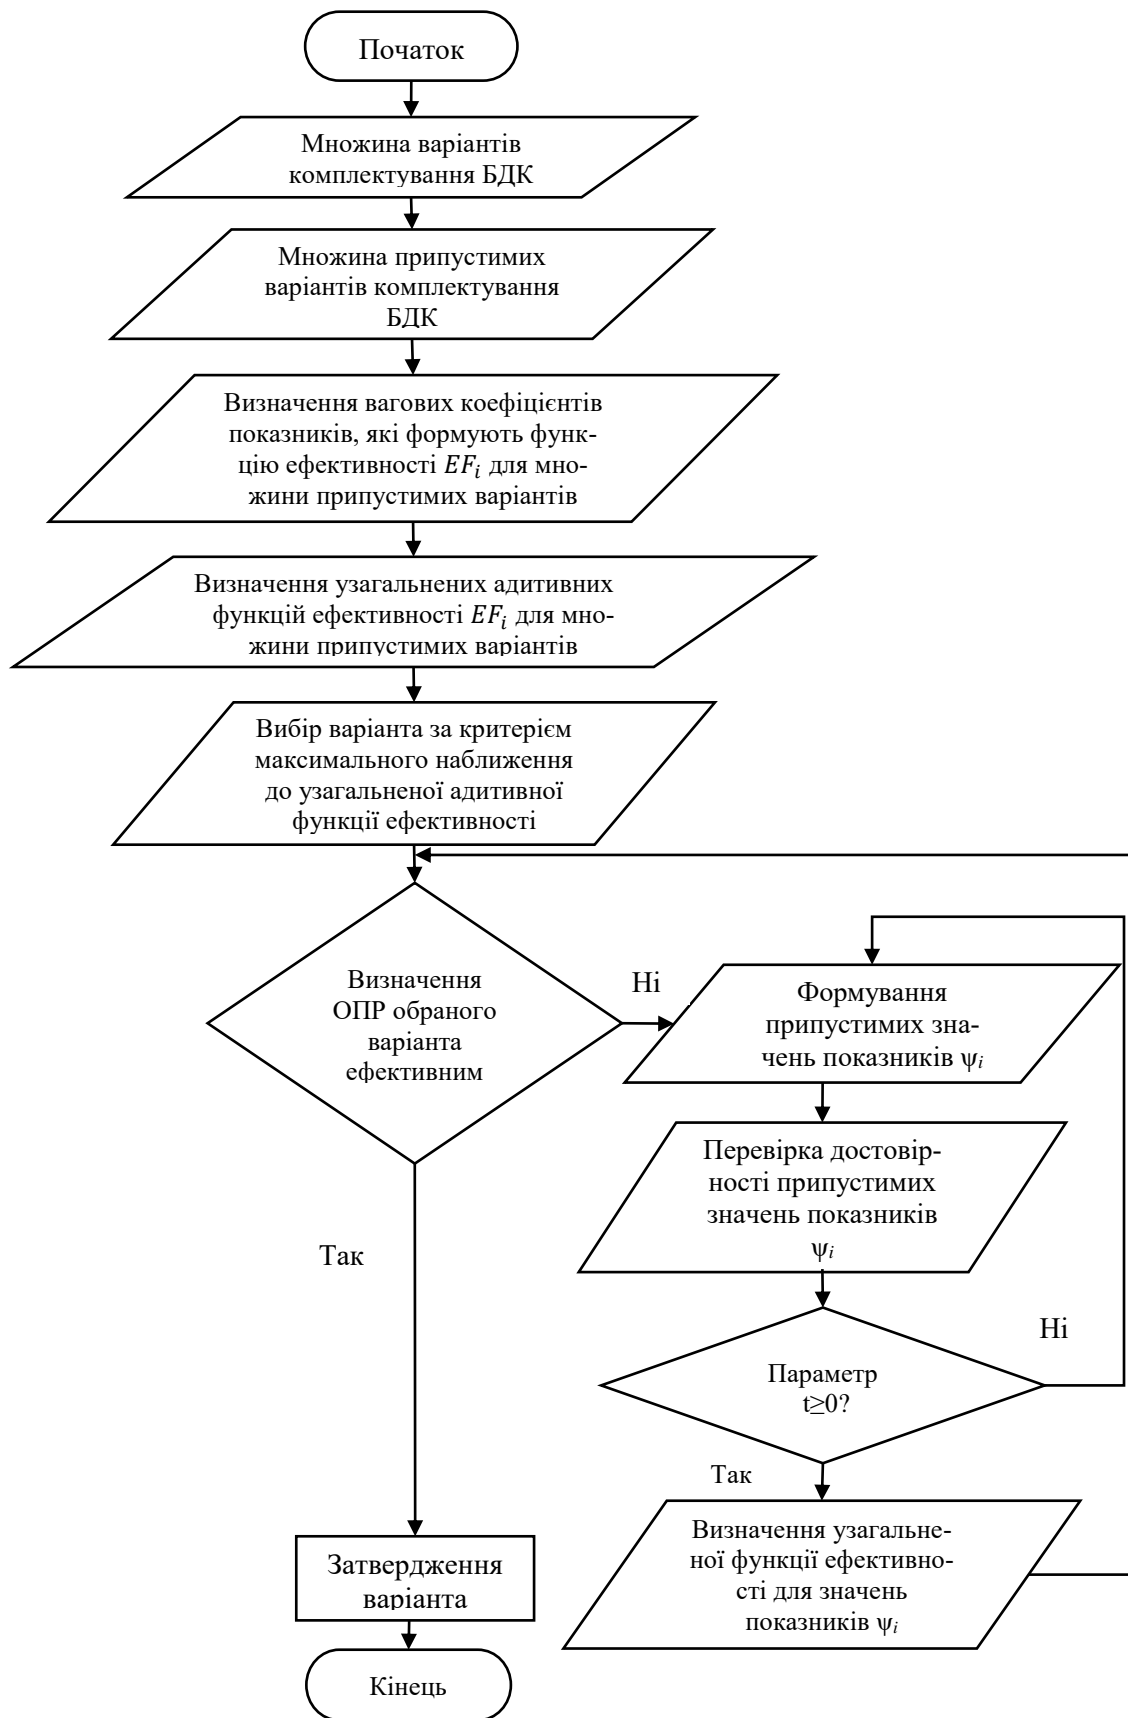 Початок
Множина варіантів
комплектування БДК
Множина припустимих
варіантів комплектування
БДК
Визначення вагових коефіцієнтів
показників, які формують функ-
цію ефективності EFᵢ для мно-
жини припустимих варіантів
Визначення узагальнених адитивних
функцій ефективності EFᵢ для мно-
жини припустимих варіантів
Вибір варіанта за критерієм
максимального наближення
до узагальненої адитивної
функції ефективності
Визначення
ОПР обраного
варіанта
ефективним
Ні
Формування
припустимих зна-
чень показників ψᵢ
Перевірка достовір-
ності припустимих
значень показників
ψᵢ
Так
Ні
Параметр
t≥0?
Так
Визначення узагальне-
ної функції ефективно-
сті для значень
показників ψᵢ
Затвердження
варіанта
Кінець